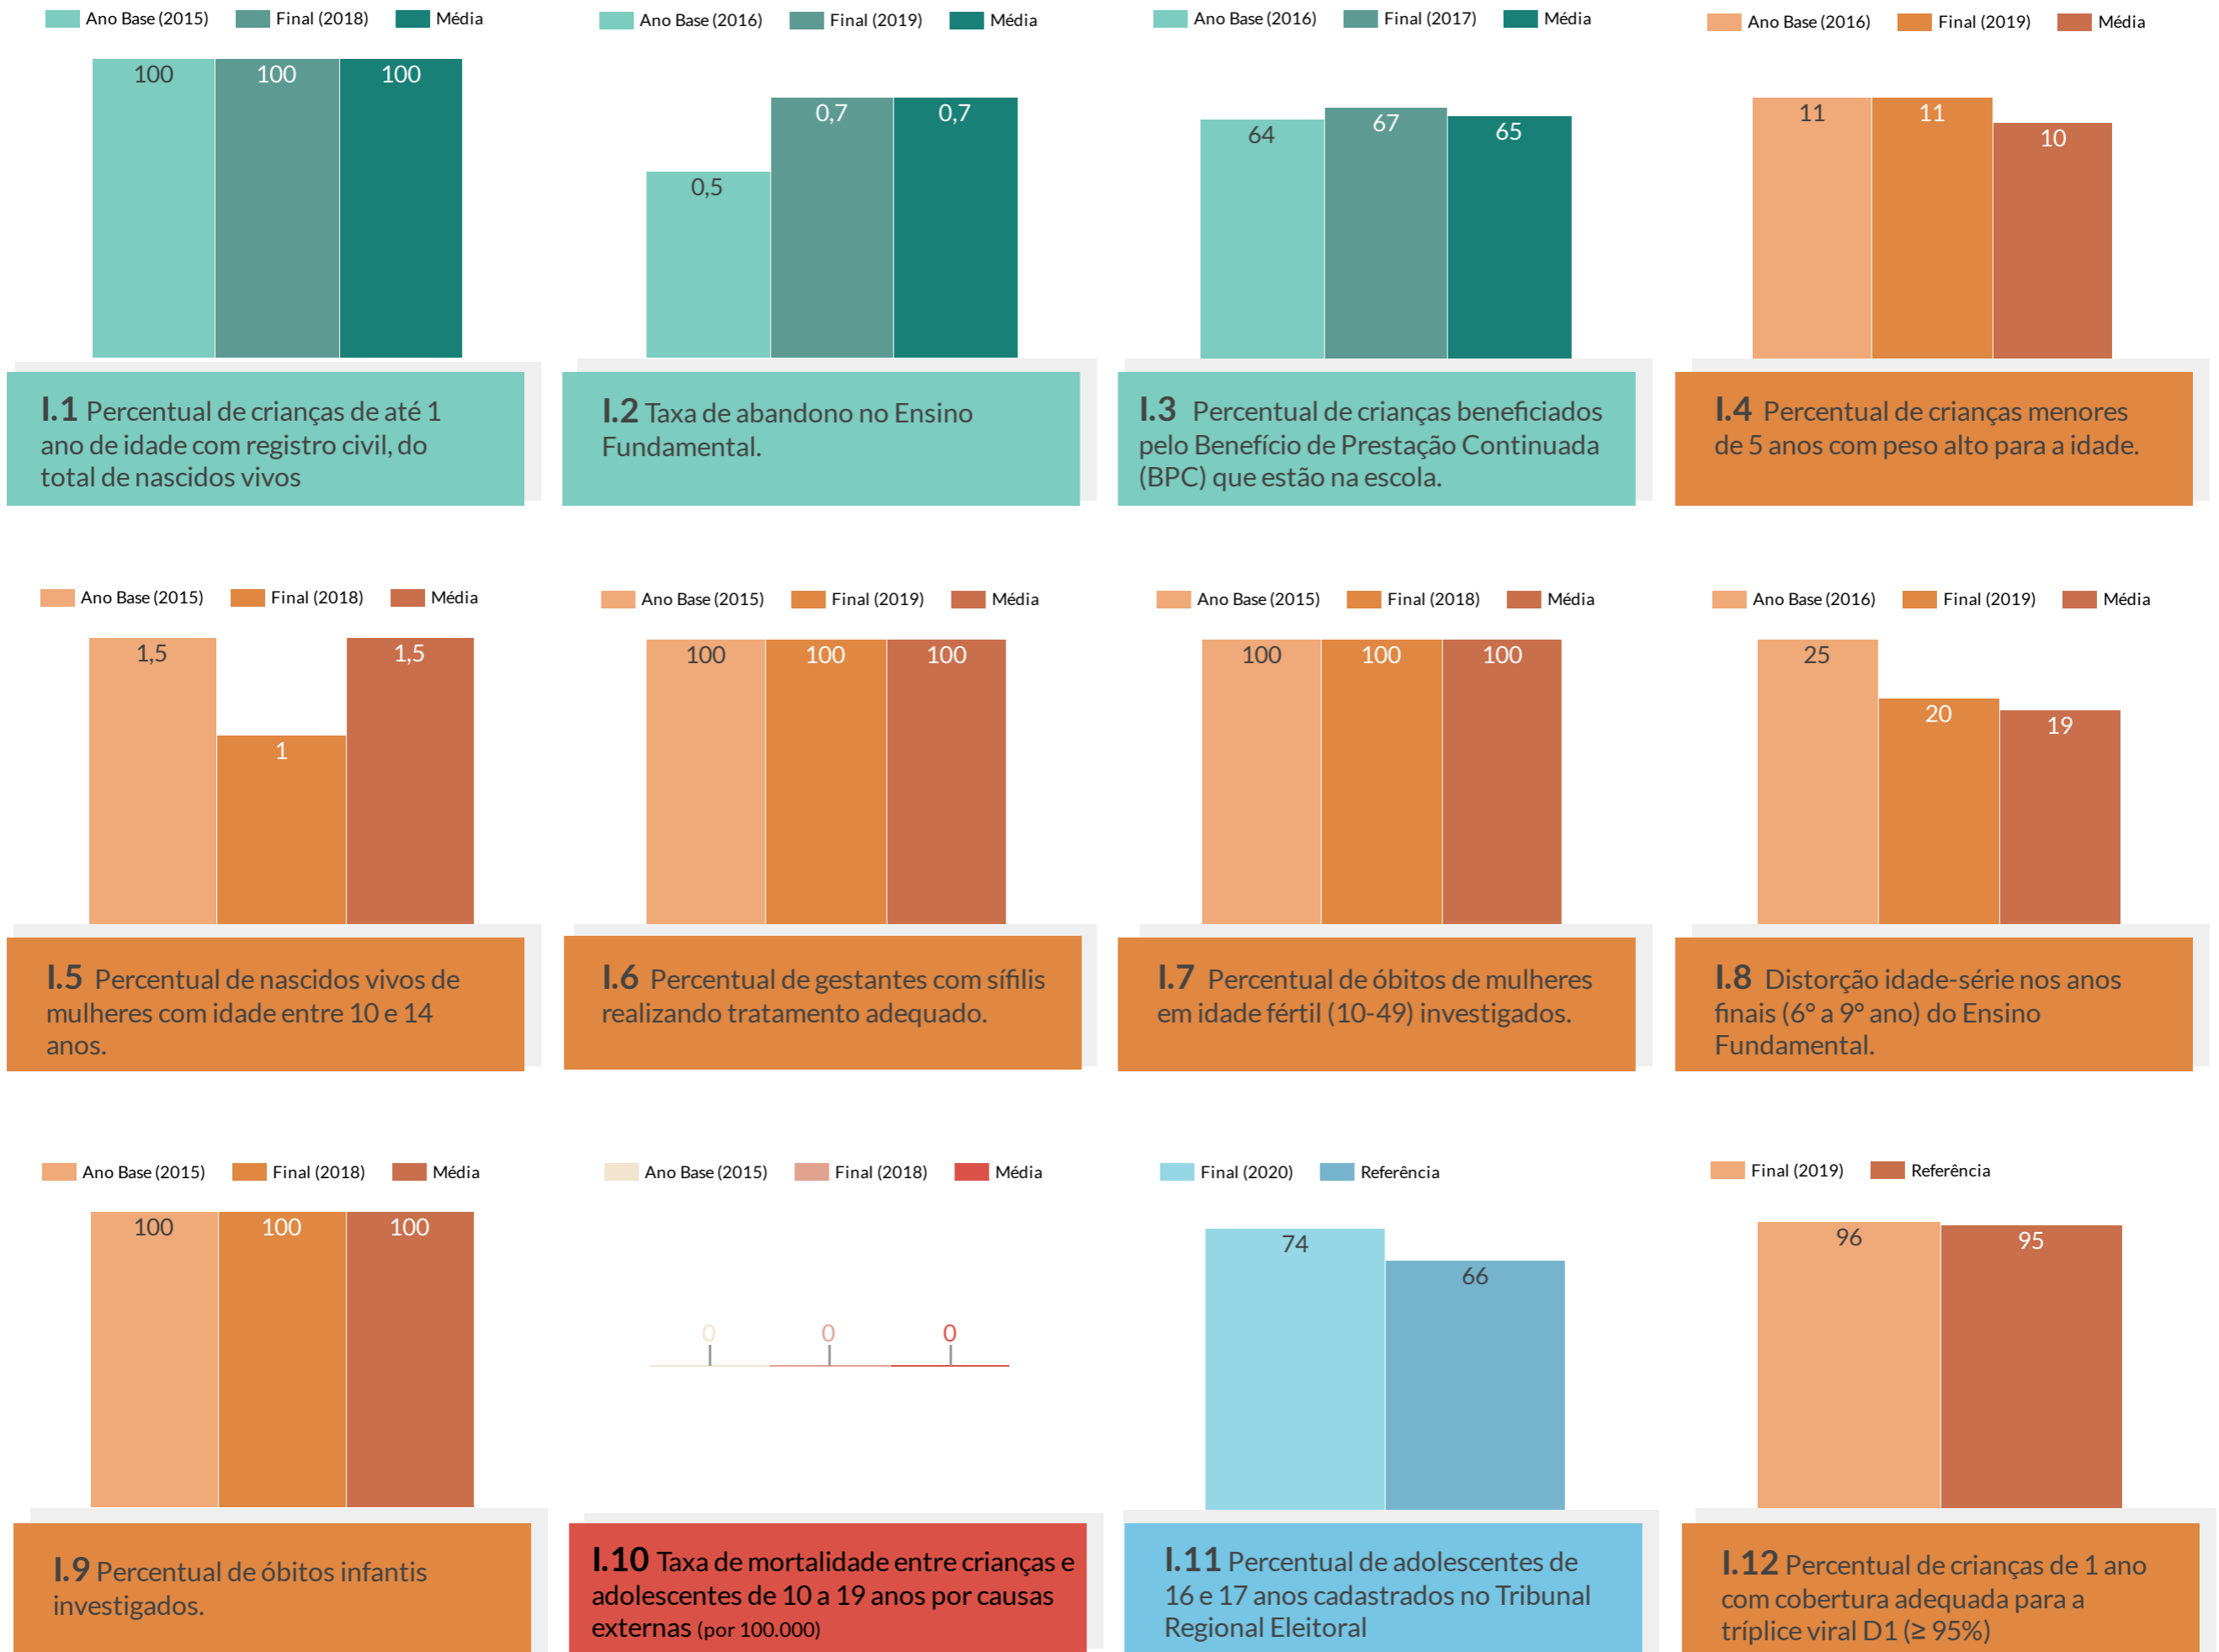 Ano Base (2015) Final (2018) Média
100 100 100
I.1 Percentual de crianças de até 1
ano de idade com registro civil, do
total de nascidos vivos
Ano Base (2016) Final (2019) Média
0,5 0,7 0,7
I.2 Taxa de abandono no Ensino
Fundamental.
Ano Base (2016) Final (2017) Média
64 67 65
I.3 Percentual de crianças beneficiados
pelo Benefício de Prestação Continuada
(BPC) que estão na escola.
Ano Base (2016) Final (2019) Média
11 11 10
I.4 Percentual de crianças menores
de 5 anos com peso alto para a idade.
Ano Base (2015) Final (2018) Média
1,5 1 1,5
I.5 Percentual de nascidos vivos de
mulheres com idade entre 10 e 14
anos.
Ano Base (2015) Final (2019) Média
100 100 100
I.6 Percentual de gestantes com sífilis
realizando tratamento adequado.
Ano Base (2015) Final (2018) Média
100 100 100
I.7 Percentual de óbitos de mulheres
em idade fértil (10-49) investigados.
Ano Base (2016) Final (2019) Média
25 20 19
I.8 Distorção idade-série nos anos
finais (6° a 9° ano) do Ensino
Fundamental.
Ano Base (2015) Final (2018) Média
100 100 100
I.9 Percentual de óbitos infantis
investigados.
Ano Base (2015) Final (2018) Média
0 0 0
I.10 Taxa de mortalidade entre crianças e
adolescentes de 10 a 19 anos por causas
externas (por 100.000)
Final (2020) Referência
74 66
I.11 Percentual de adolescentes de
16 e 17 anos cadastrados no Tribunal
Regional Eleitoral
Final (2019) Referência
96 95
I.12 Percentual de crianças de 1 ano
com cobertura adequada para a
tríplice viral D1 (≥ 95%)